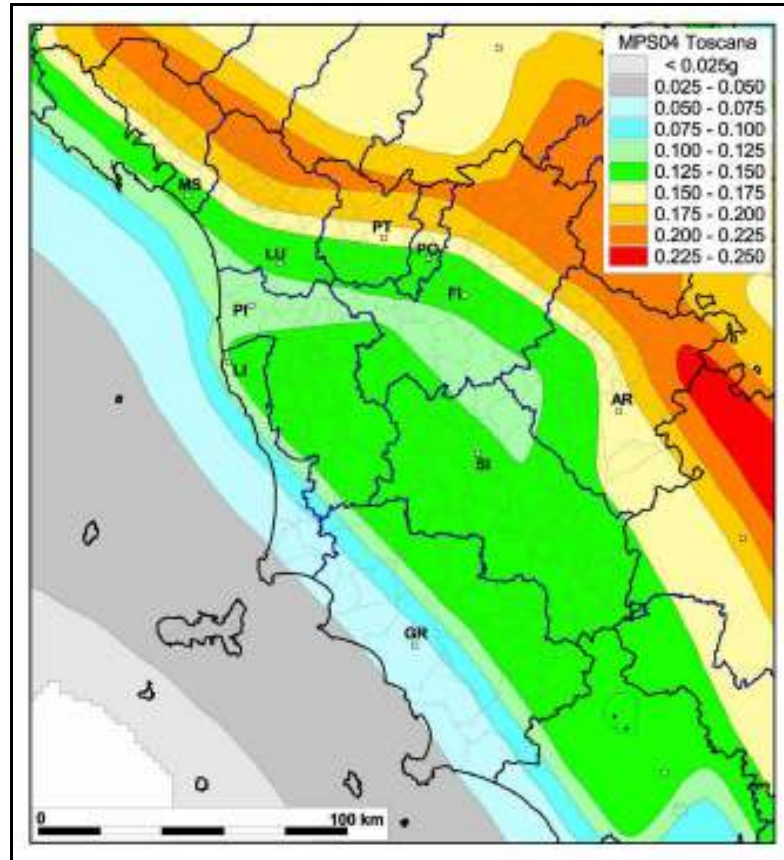 MPS04 Toscana
< 0.025g
0.025 - 0.050
0.050 - 0.075
0.075 - 0.100
0.100 - 0.125
0.125 - 0.150
0.150 - 0.175
0.175 - 0.200
0.200 - 0.225
0.225 - 0.250
MS
PT
LU
PO
FI
PI
LI
AR
SI
GR
0
100 km